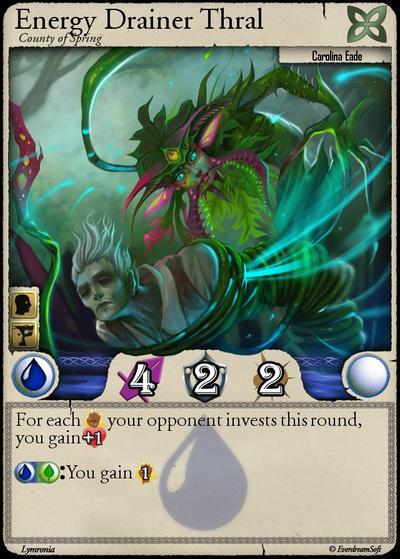 Energy Drainer Thral
County of Spring
Carolina Eade
4 2 2
For each your opponent invests this round,
you gain +1
:You gain 1
Lymronia © EverdreamSoft